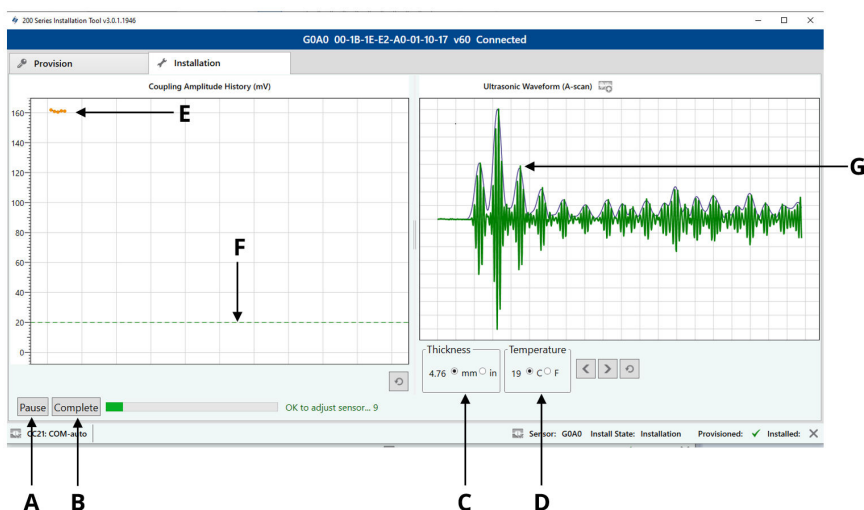 200 Series Installation Tool v3.0.1.1946
G0A0 00-1B-1E-E2-A0-01-10-17 v60 Connected
Provision
Installation
Coupling Amplitude History (mV)
Ultrasonic Waveform (A-scan)
160
140
120
100
80
60
40
20
0
E
F
G
Thickness
4.76 mm in
Temperature
19 C F
Pause
Complete
OK to adjust sensor... 9
CC21: COM-auto
Sensor: G0A0 Install State: Installation Provisioned: ✓ Installed: ✕
A B C D